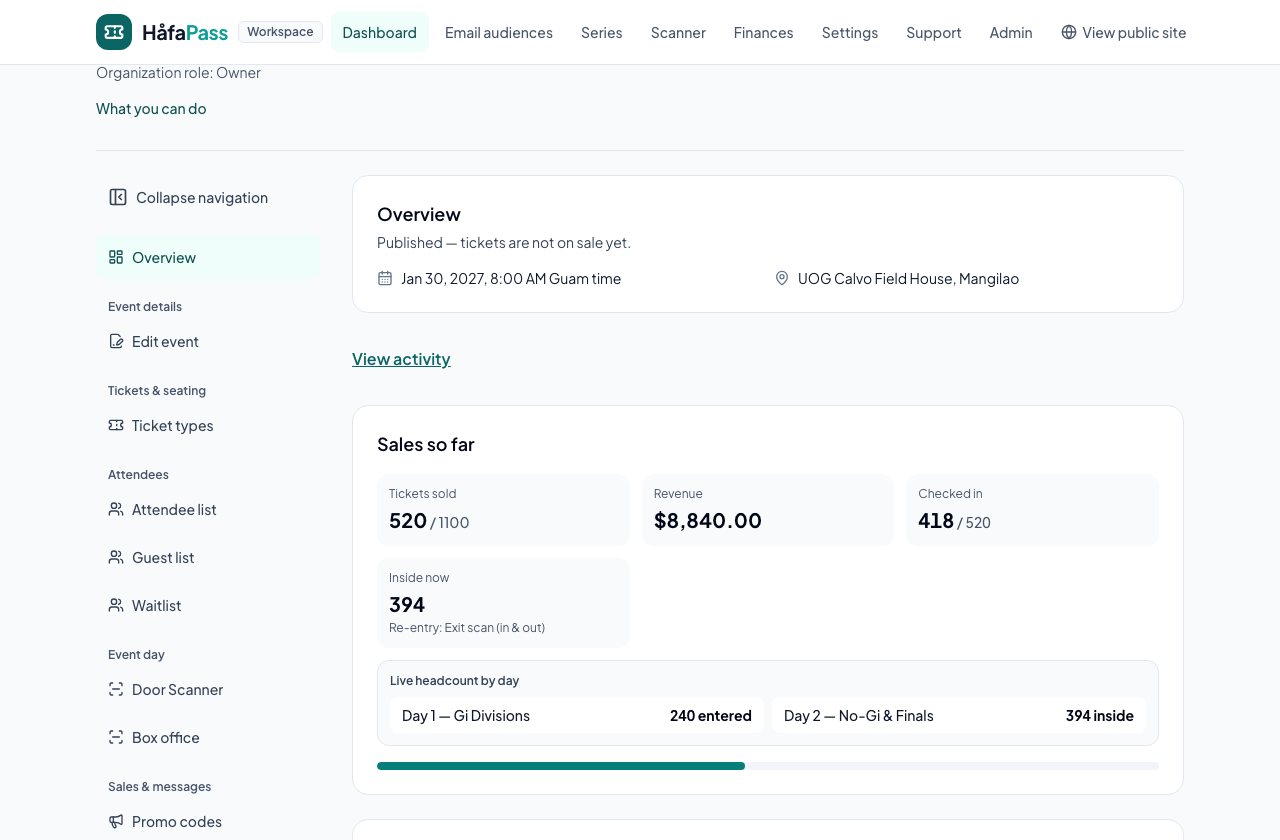 HåfaPass
Workspace
Dashboard
Email audiences
Series
Scanner
Finances
Settings
Support
Admin
View public site
Organization role: Owner
What you can do
Collapse navigation
Overview
Event details
Edit event
Tickets & seating
Ticket types
Attendees
Attendee list
Guest list
Waitlist
Event day
Door Scanner
Box office
Sales & messages
Promo codes
Overview
Published — tickets are not on sale yet.
Jan 30, 2027, 8:00 AM Guam time
UOG Calvo Field House, Mangilao
View activity
Sales so far
Tickets sold
520 / 1100
Revenue
$8,840.00
Checked in
418 / 520
Inside now
394
Re-entry: Exit scan (in & out)
Live headcount by day
Day 1 — Gi Divisions
240 entered
Day 2 — No-Gi & Finals
394 inside